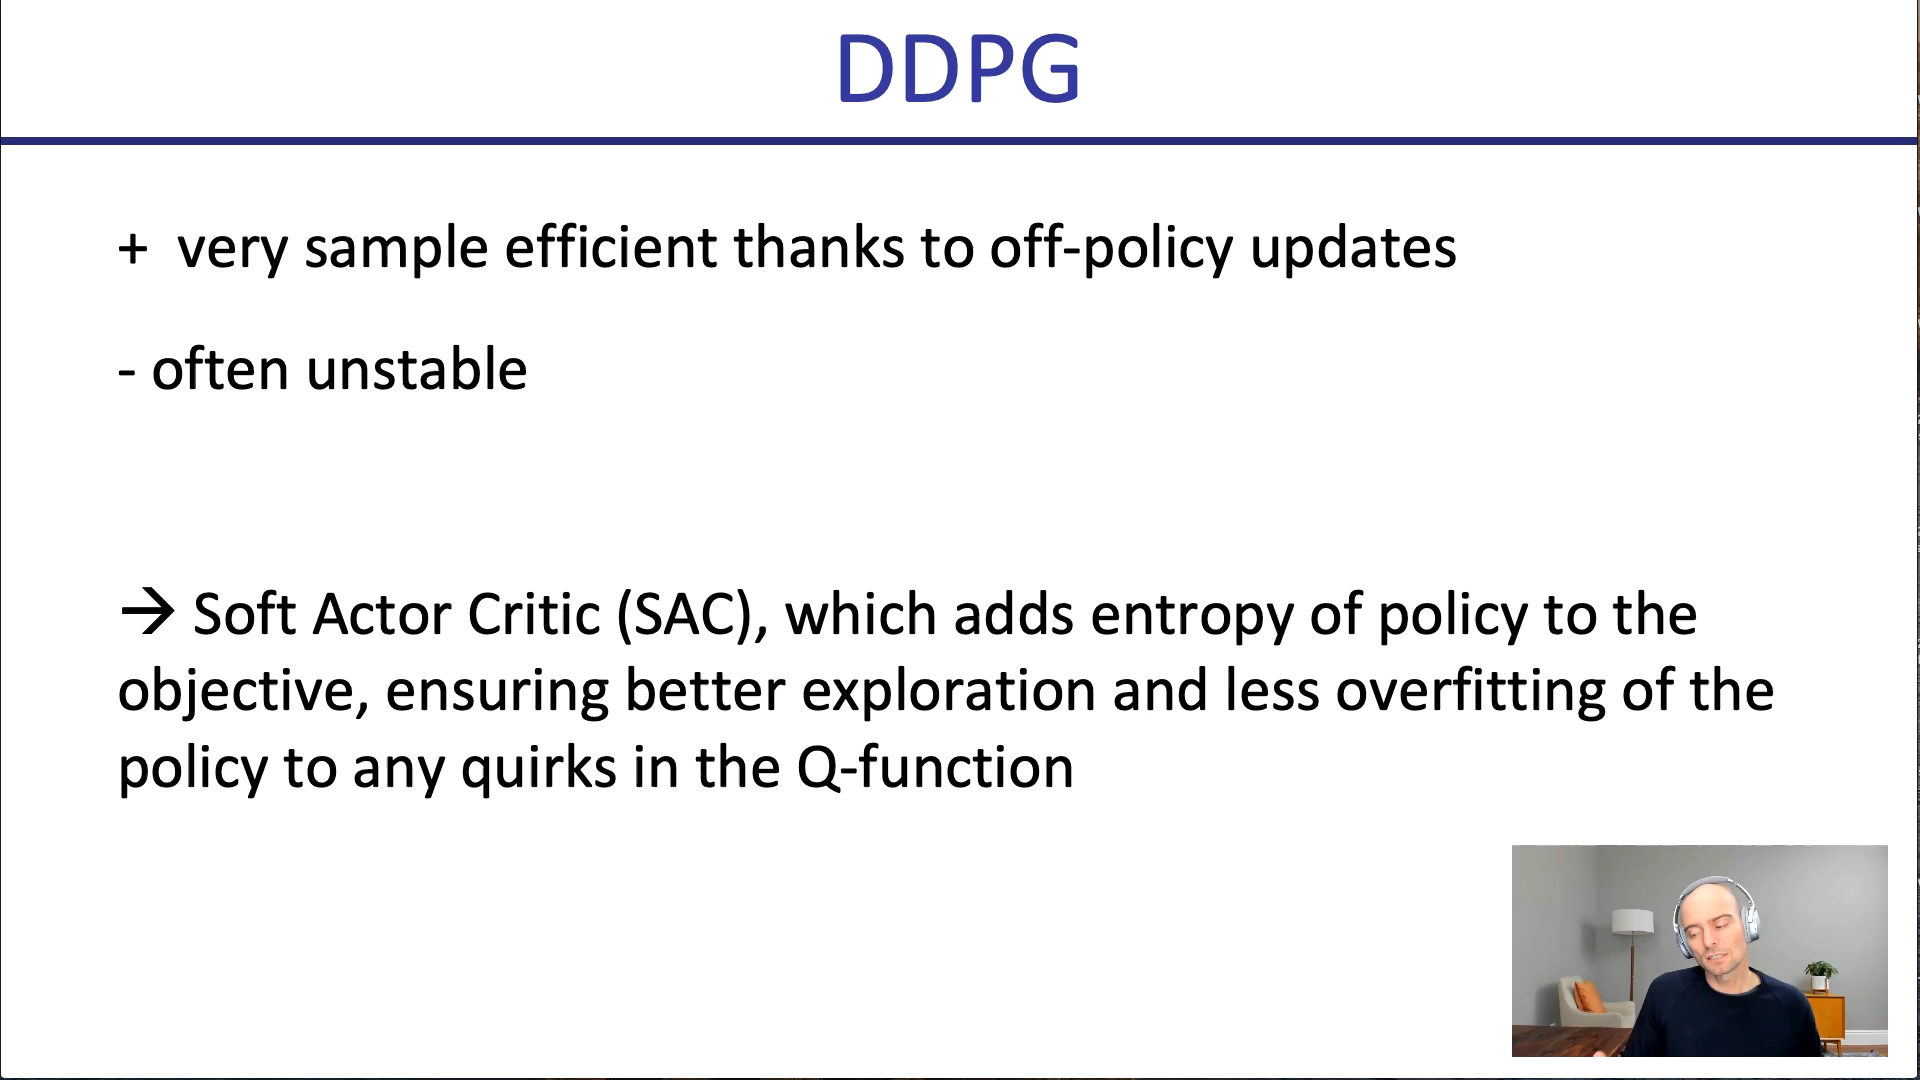 DDPG
+ very sample efficient thanks to off-policy updates
- often unstable
→ Soft Actor Critic (SAC), which adds entropy of policy to the
objective, ensuring better exploration and less overfitting of the
policy to any quirks in the Q-function